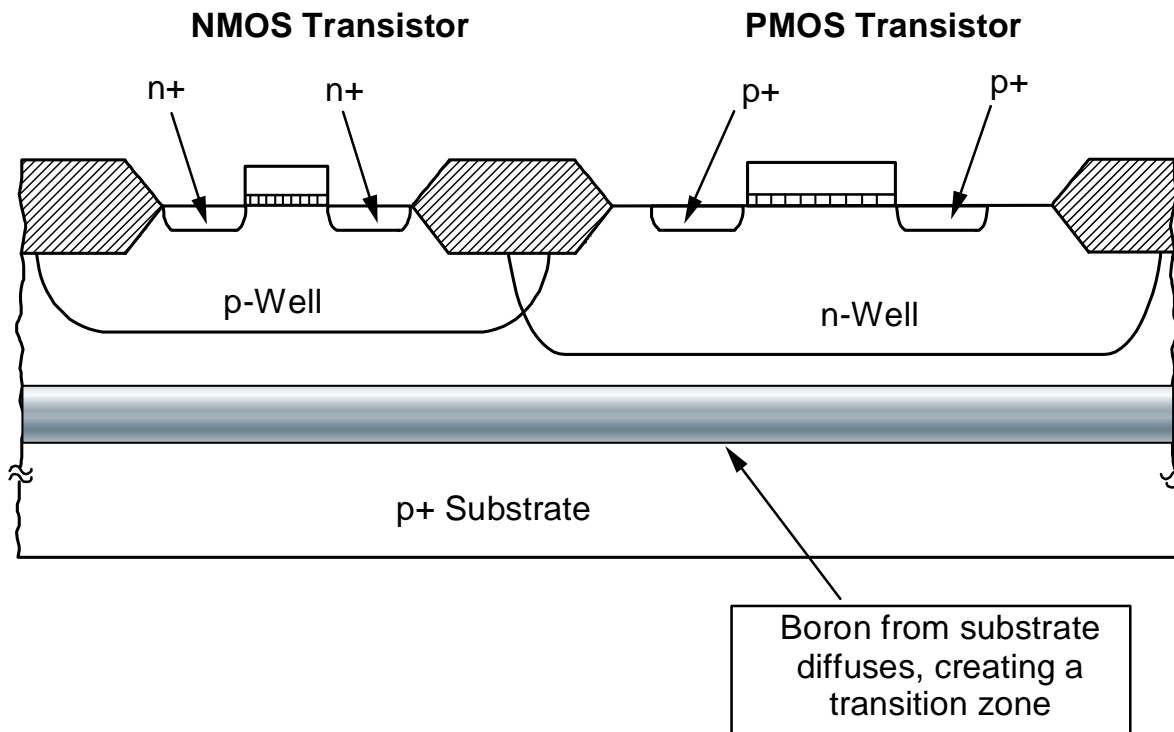 NMOS Transistor
PMOS Transistor
n+
n+
p+
p+
p-Well
n-Well
p+ Substrate
Boron from substrate
diffuses, creating a
transition zone